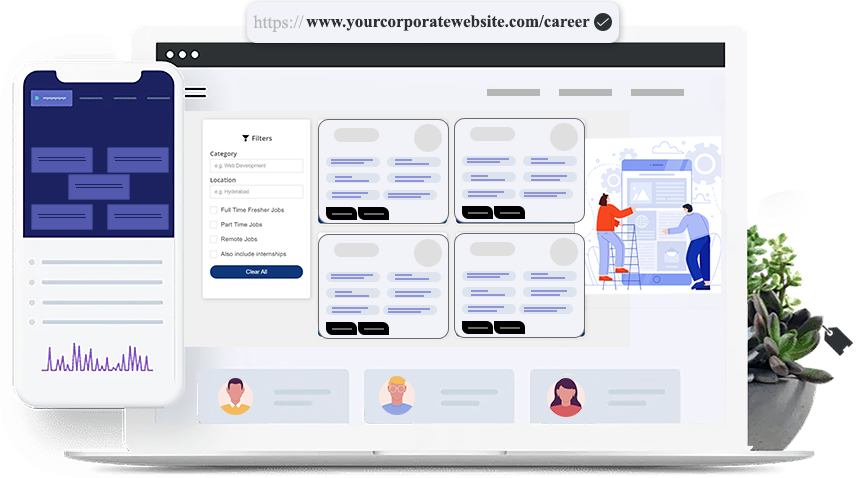 https:// www.yourcorporatewebsite.com/career
Filters
Category
e.g. Web Development
Location
e.g. Hyderabad
Full Time Fresher Jobs
Part Time Jobs
Remote Jobs
Also include internships
Clear All